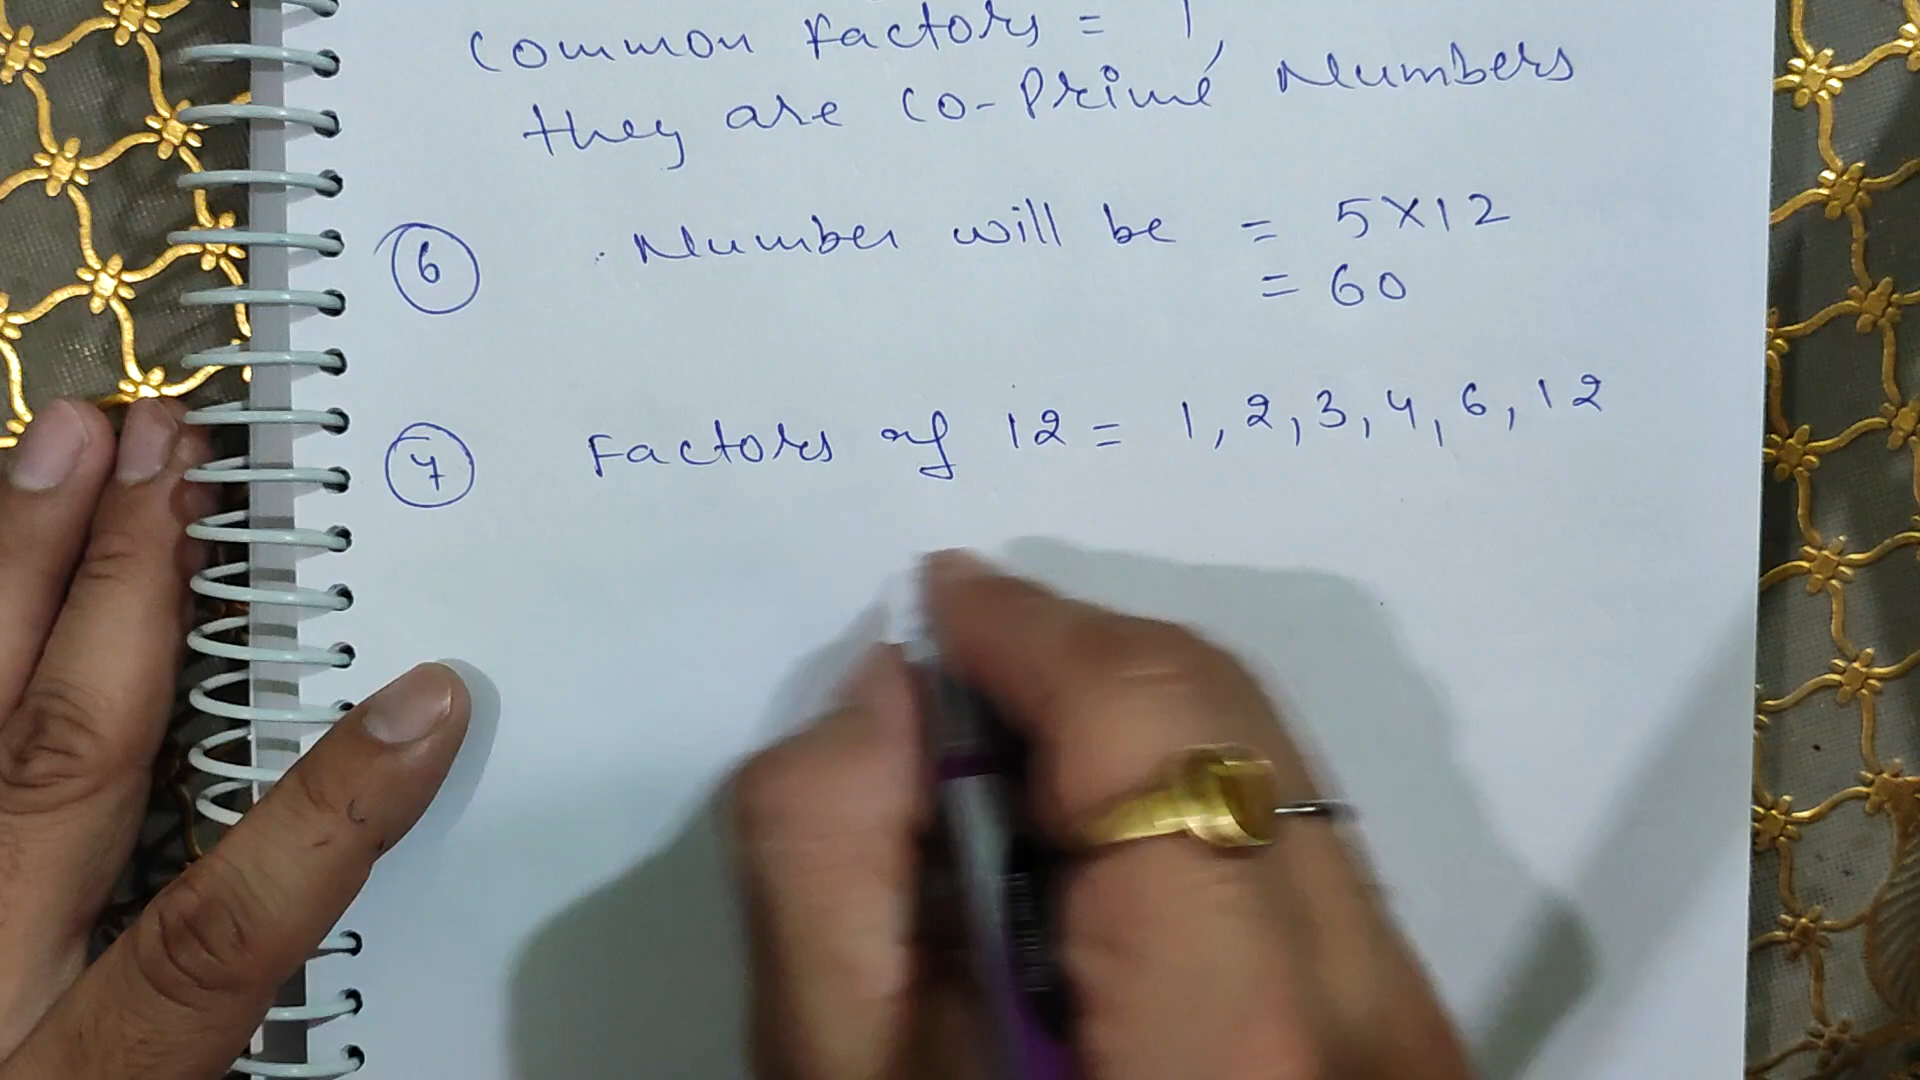 Common Factors = 1,
they are Co-Prime Numbers
6 Number will be = 5×12
= 60
7 Factors of 12 = 1, 2, 3, 4, 6, 12